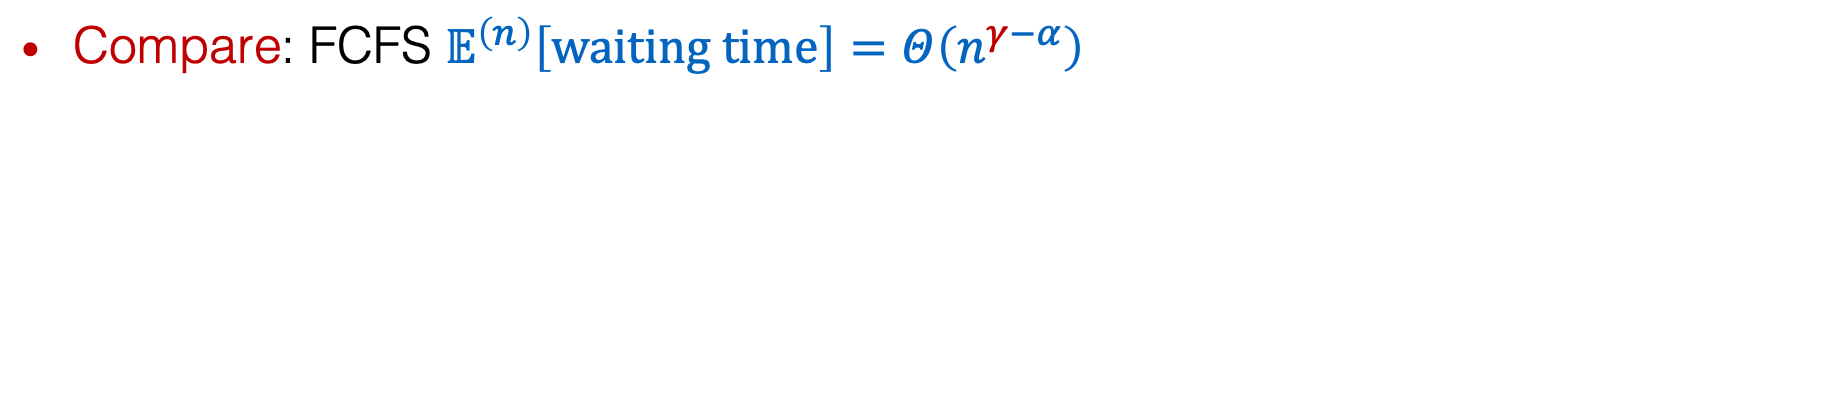 • Compare: FCFS 𝔼⁽ⁿ⁾[waiting time] = Θ(n^{γ−α})